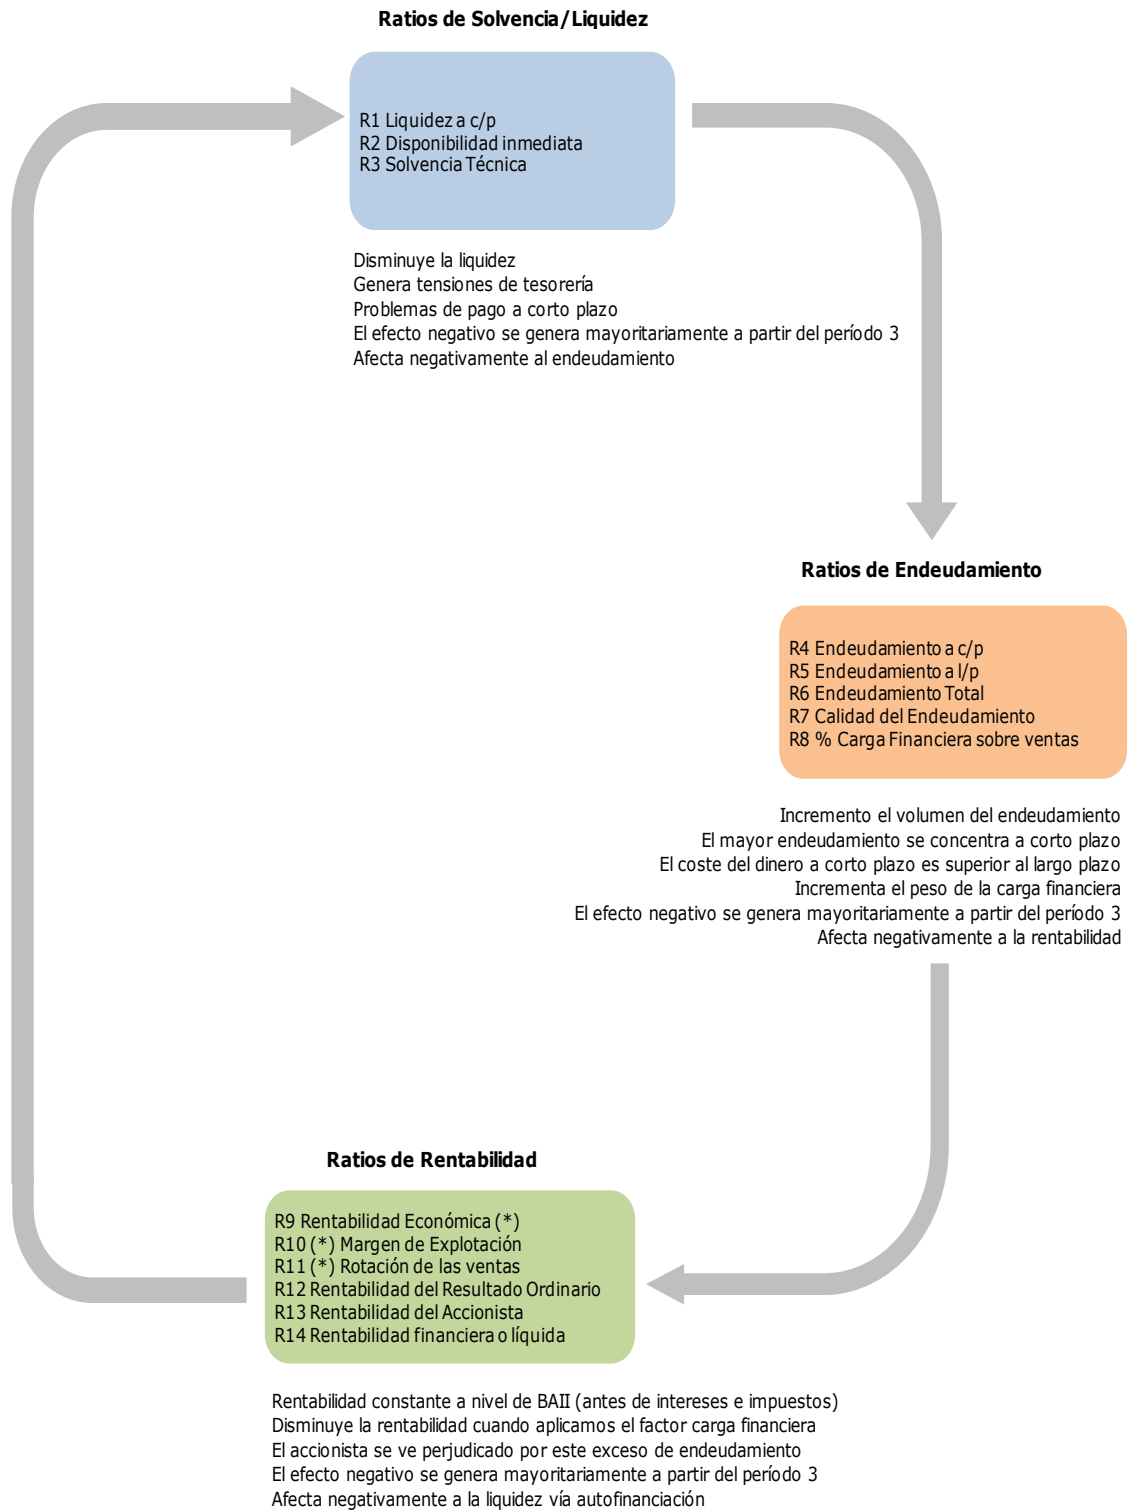 Ratios de Solvencia/Liquidez
R1 Liquidez a c/p
R2 Disponibilidad inmediata
R3 Solvencia Técnica
Disminuye la liquidez
Genera tensiones de tesorería
Problemas de pago a corto plazo
El efecto negativo se genera mayoritariamente a partir del período 3
Afecta negativamente al endeudamiento
Ratios de Endeudamiento
R4 Endeudamiento a c/p
R5 Endeudamiento a l/p
R6 Endeudamiento Total
R7 Calidad del Endeudamiento
R8 % Carga Financiera sobre ventas
Incremento el volumen del endeudamiento
El mayor endeudamiento se concentra a corto plazo
El coste del dinero a corto plazo es superior al largo plazo
Incrementa el peso de la carga financiera
El efecto negativo se genera mayoritariamente a partir del período 3
Afecta negativamente a la rentabilidad
Ratios de Rentabilidad
R9 Rentabilidad Económica (*)
R10 (*) Margen de Explotación
R11 (*) Rotación de las ventas
R12 Rentabilidad del Resultado Ordinario
R13 Rentabilidad del Accionista
R14 Rentabilidad financiera o líquida
Rentabilidad constante a nivel de BAII (antes de intereses e impuestos)
Disminuye la rentabilidad cuando aplicamos el factor carga financiera
El accionista se ve perjudicado por este exceso de endeudamiento
El efecto negativo se genera mayoritariamente a partir del período 3
Afecta negativamente a la liquidez vía autofinanciación